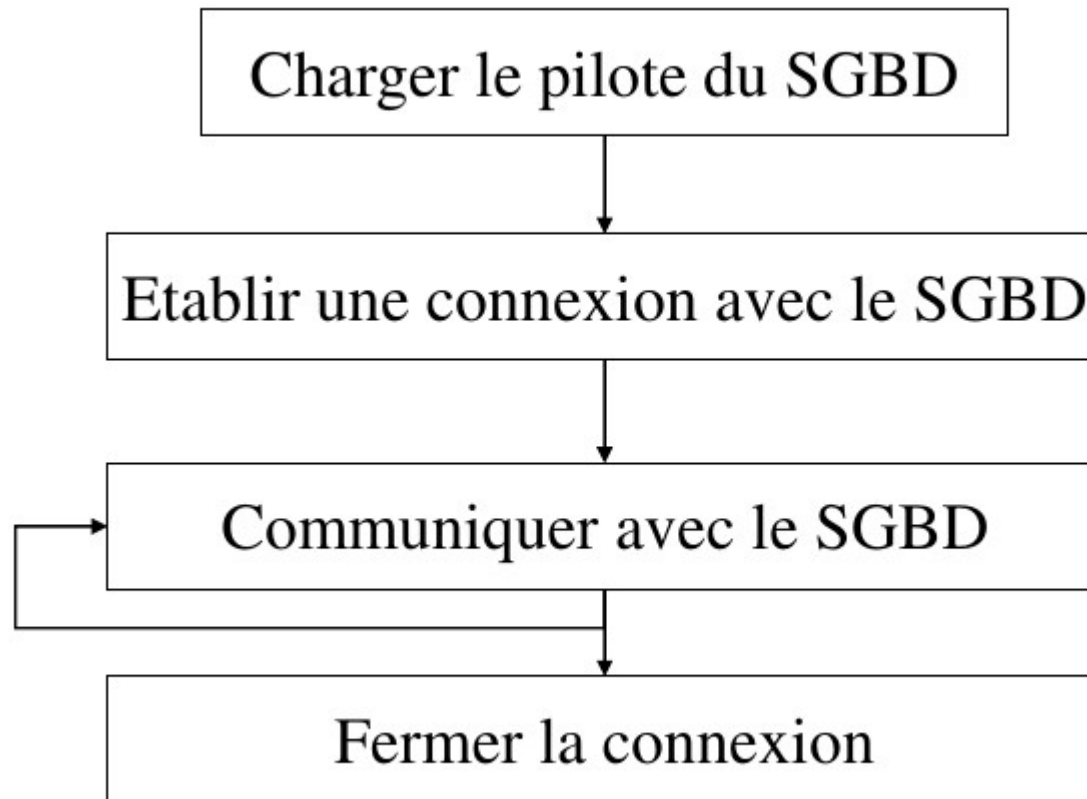 Charger le pilote du SGBD
Etablir une connexion avec le SGBD
Communiquer avec le SGBD
Fermer la connexion